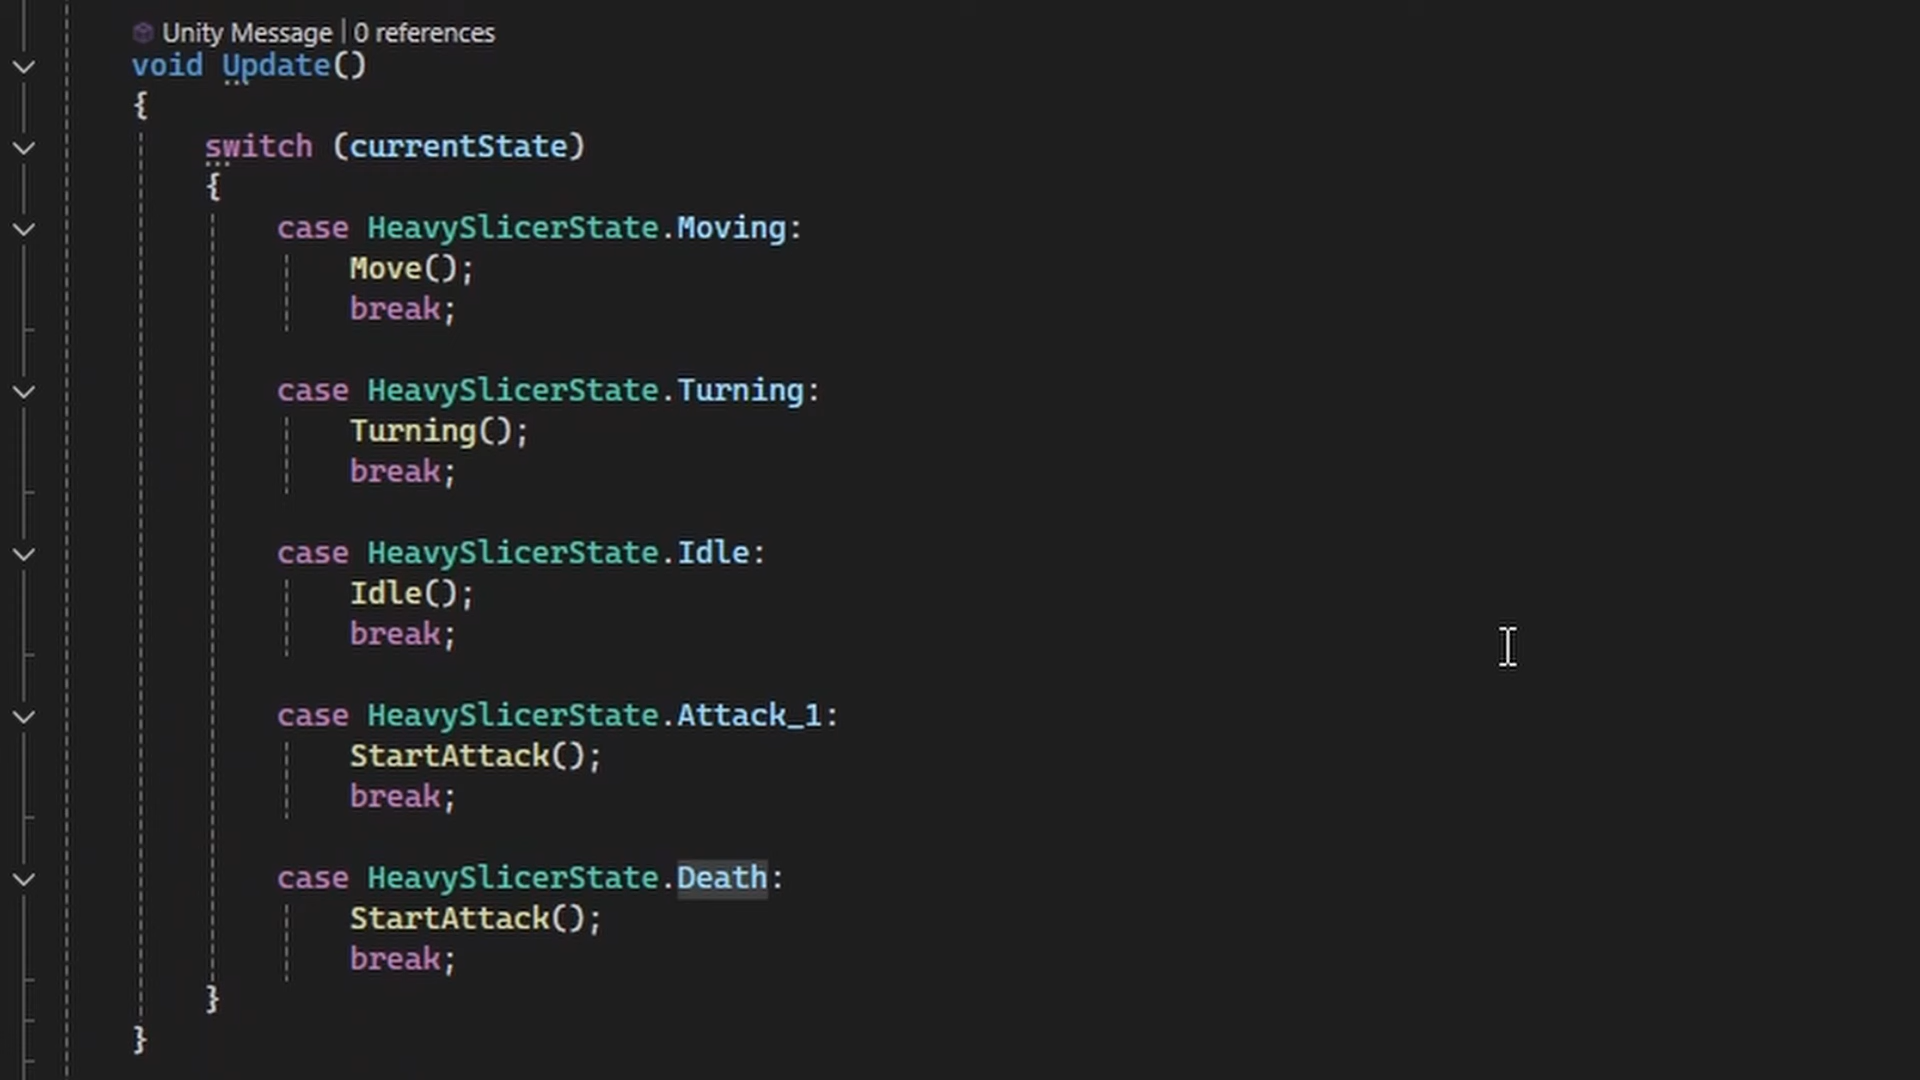 Unity Message | 0 references
void Update()
{
switch (currentState)
{
case HeavySlicerState.Moving:
Move();
break;
case HeavySlicerState.Turning:
Turning();
break;
case HeavySlicerState.Idle:
Idle();
break;
case HeavySlicerState.Attack_1:
StartAttack();
break;
case HeavySlicerState.Death:
StartAttack();
break;
}
}